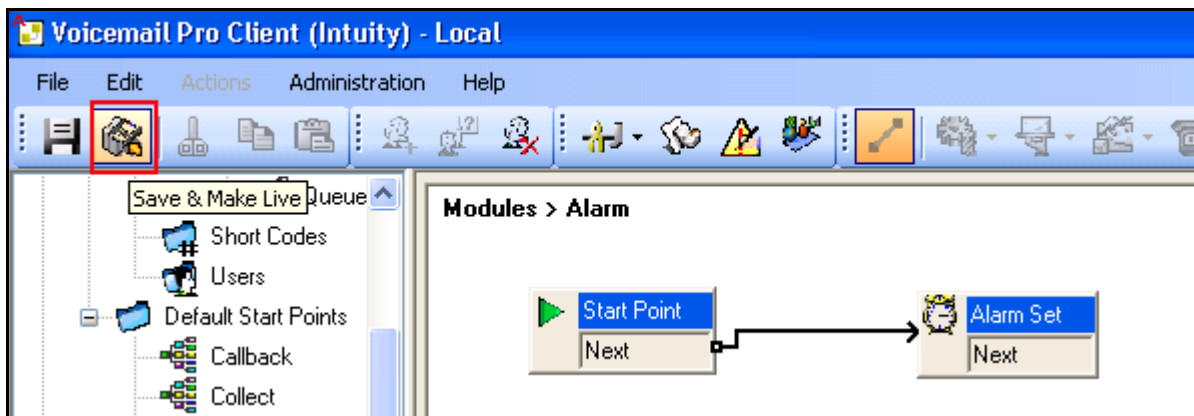 Voicemail Pro Client (Intuity) - Local
File Edit Actions Administration Help
Save & Make Live
Queue
Short Codes
Users
Default Start Points
Callback
Collect
Modules > Alarm
Start Point
Next
Alarm Set
Next